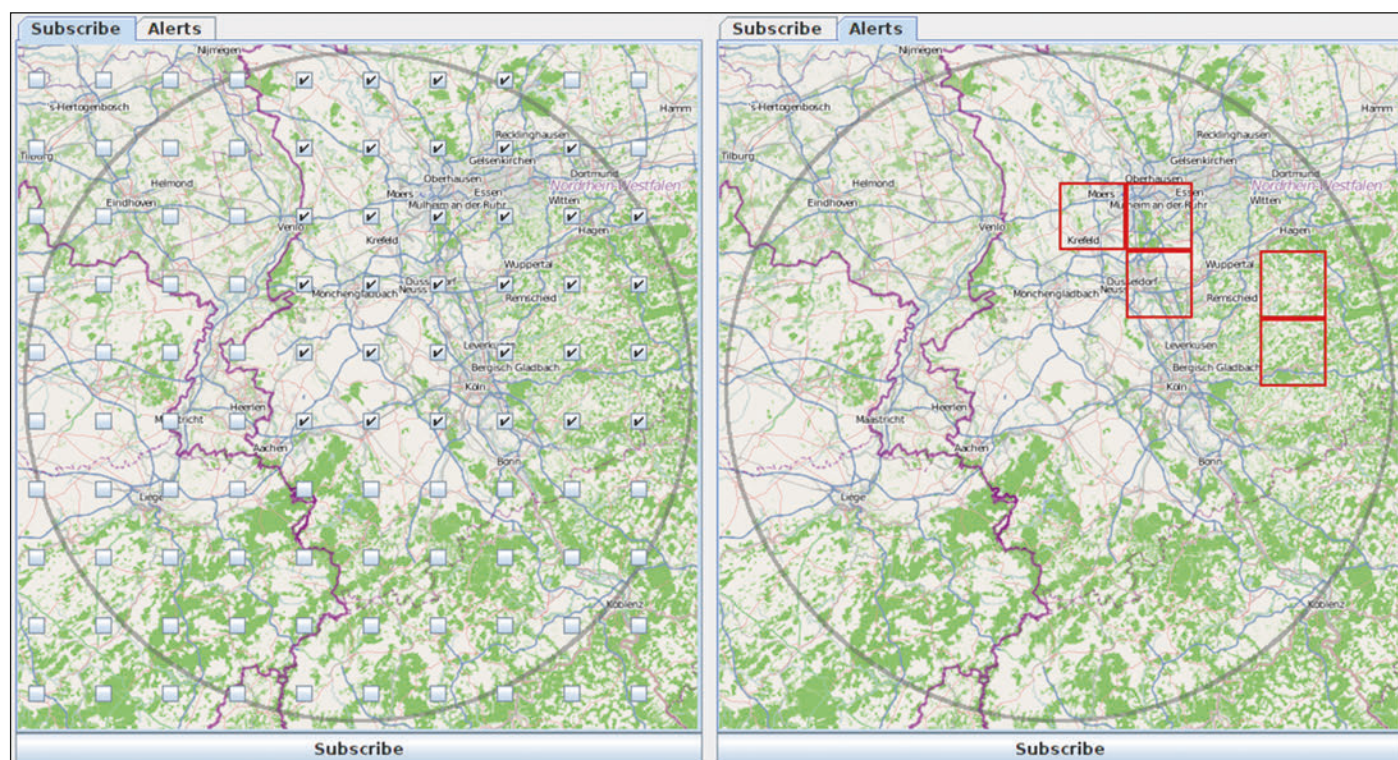 Subscribe Alerts
Nijmegen
's-Hertogenbosch
Hamm
Recklinghausen
Tilburg
Gelsenkirchen
Dortmund
Oberhausen
Helmond
Nordrhein-Westfalen
Moers
Essen
Eindhoven
Mülheim an der Ruhr
Witten
Venlo
Hagen
Krefeld
Wuppertal
Düsseldorf
Neuss
Mönchengladbach
Remscheid
Leverkusen
Bergisch Gladbach
Köln
Heerlen
Maastricht
Aachen
Bonn
Liège
Koblenz
Subscribe
Subscribe Alerts
Nijmegen
's-Hertogenbosch
Hamm
Recklinghausen
Tilburg
Gelsenkirchen
Dortmund
Oberhausen
Helmond
Nordrhein-Westfalen
Moers
Essen
Eindhoven
Mülheim an der Ruhr
Witten
Venlo
Hagen
Krefeld
Wuppertal
Düsseldorf
Neuss
Mönchengladbach
Remscheid
Leverkusen
Bergisch Gladbach
Köln
Heerlen
Maastricht
Aachen
Bonn
Liège
Koblenz
Subscribe